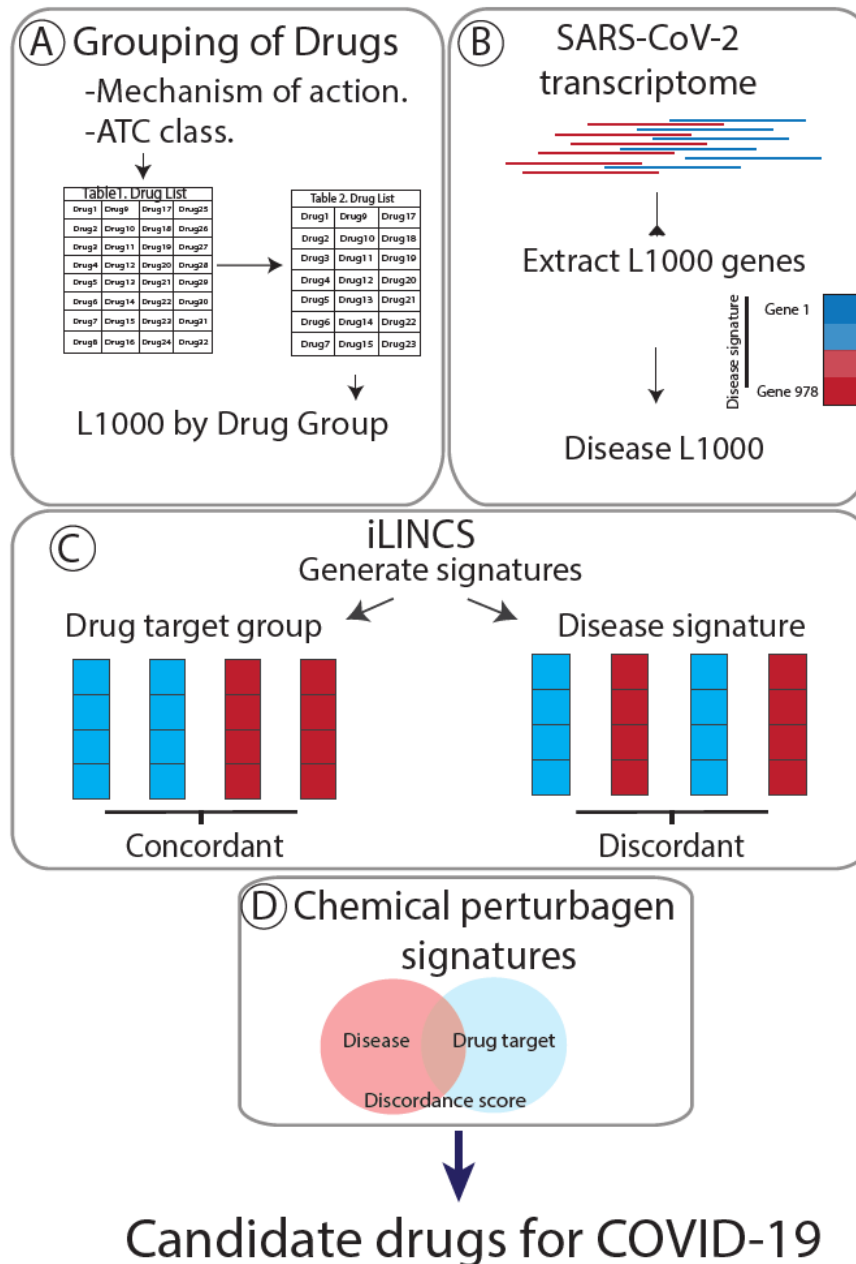 A Grouping of Drugs
-Mechanism of action.
-ATC class.
Table1. Drug List
Drug1 Drug9 Drug17 Drug25
Drug2 Drug10 Drug18 Drug26
Drug3 Drug11 Drug19 Drug27
Drug4 Drug12 Drug20 Drug28
Drug5 Drug13 Drug21 Drug29
Drug6 Drug14 Drug22 Drug30
Drug7 Drug15 Drug23 Drug31
Drug8 Drug16 Drug24 Drug32
Table 2. Drug List
Drug1 Drug9 Drug17
Drug2 Drug10 Drug18
Drug3 Drug11 Drug19
Drug4 Drug12 Drug20
Drug5 Drug13 Drug21
Drug6 Drug14 Drug22
Drug7 Drug15 Drug23
L1000 by Drug Group
B SARS-CoV-2
transcriptome
Extract L1000 genes
Disease signature
Gene 1
Gene 978
Disease L1000
C iLINCS
Generate signatures
Drug target group
Disease signature
Concordant
Discordant
D Chemical perturbagen
signatures
Disease
Drug target
Discordance score
Candidate drugs for COVID-19